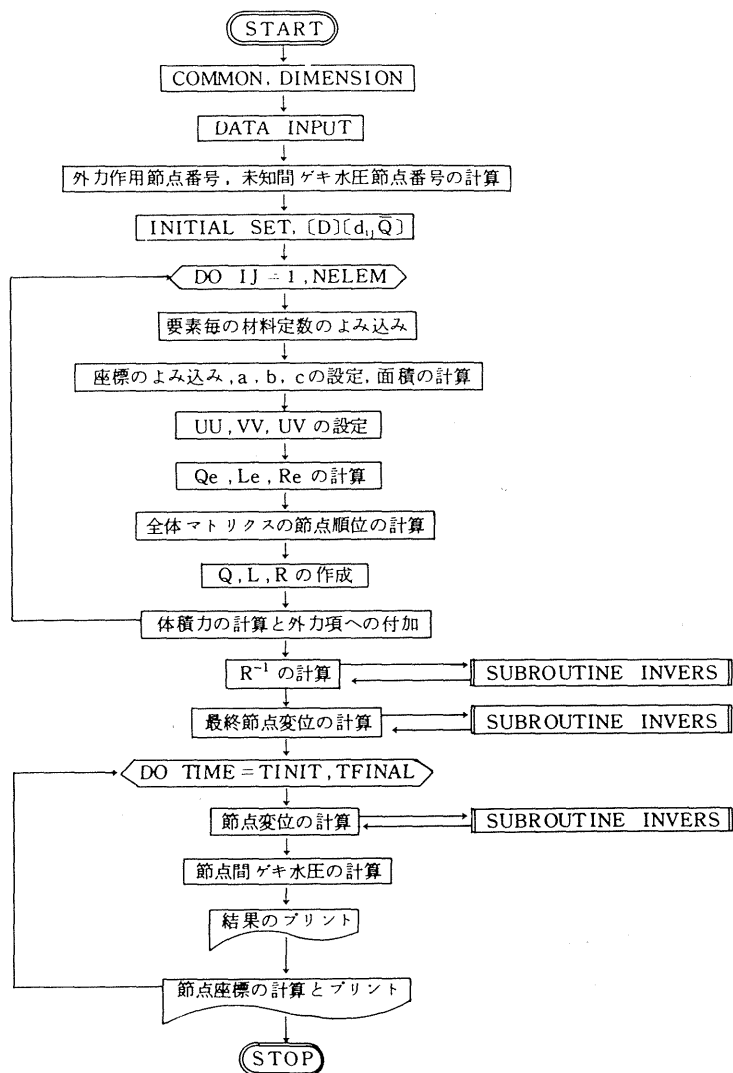 START
COMMON, DIMENSION
DATA INPUT
外力作用節点番号, 未知間ゲキ水圧節点番号の計算
INITIAL SET, [D][dij Q̄]
DO IJ = 1, NELEM
要素毎の材料定数のよみ込み
座標のよみ込み, a, b, cの設定, 面積の計算
UU, VV, UV の設定
Qe, Le, Re の計算
全体マトリクスの節点順位の計算
Q, L, R の作成
体積力の計算と外力項への付加
R⁻¹ の計算 SUBROUTINE INVERS
最終節点変位の計算 SUBROUTINE INVERS
DO TIME = TINIT, TFINAL
節点変位の計算 SUBROUTINE INVERS
節点間ゲキ水圧の計算
結果のプリント
節点座標の計算とプリント
STOP